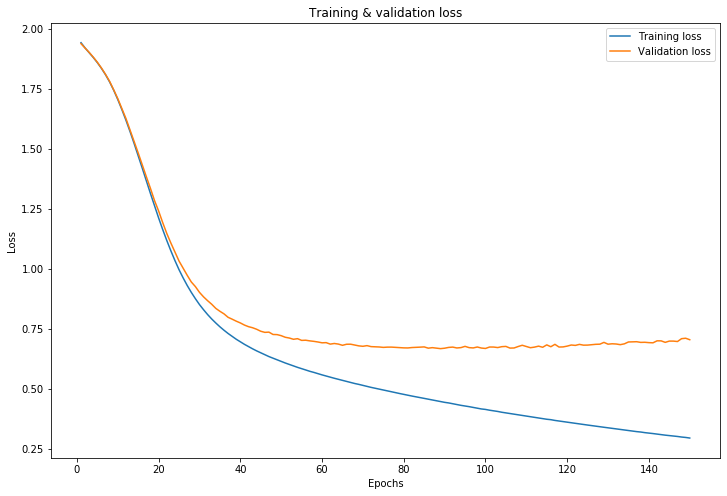 Training & validation loss
Training loss
Validation loss
2.00
1.75
1.50
1.25
1.00
0.75
0.50
0.25
Loss
0 20 40 60 80 100 120 140
Epochs